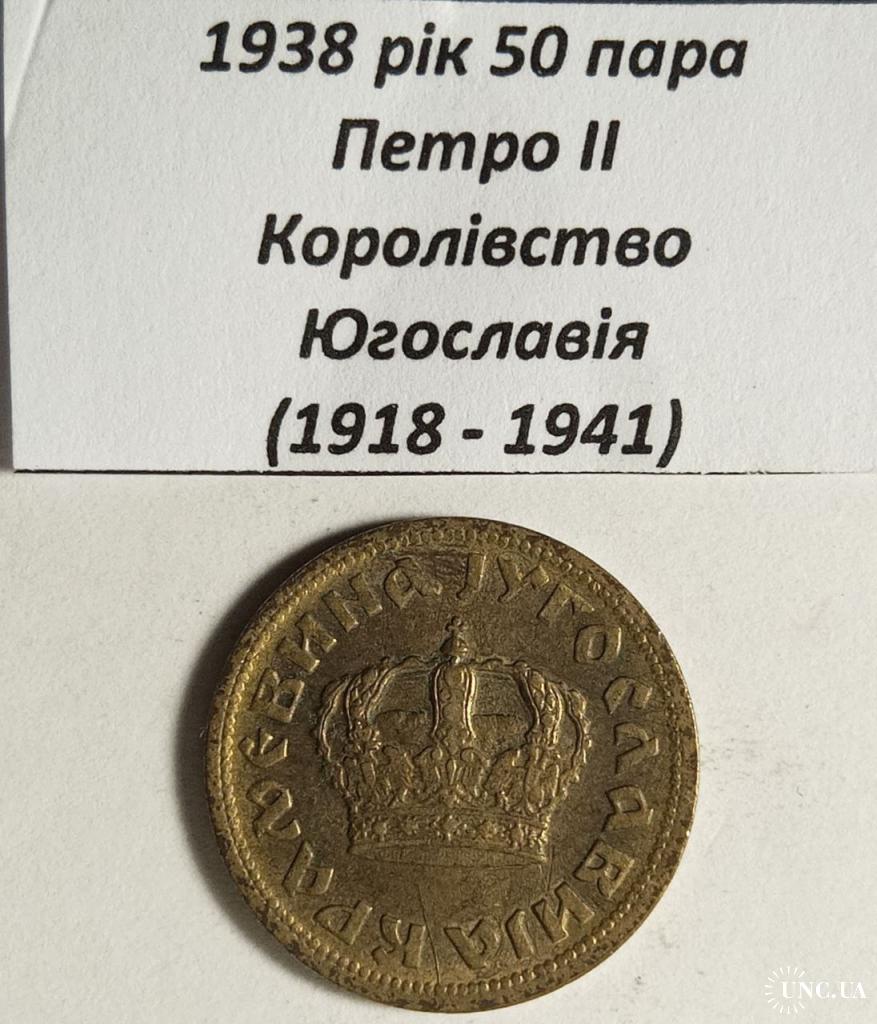 1938 рік 50 пара
Петро II
Королівство
Югославія
(1918 - 1941)
КРАЉЕВИНА ЈУГОСЛАВИЈА
UNC.UA